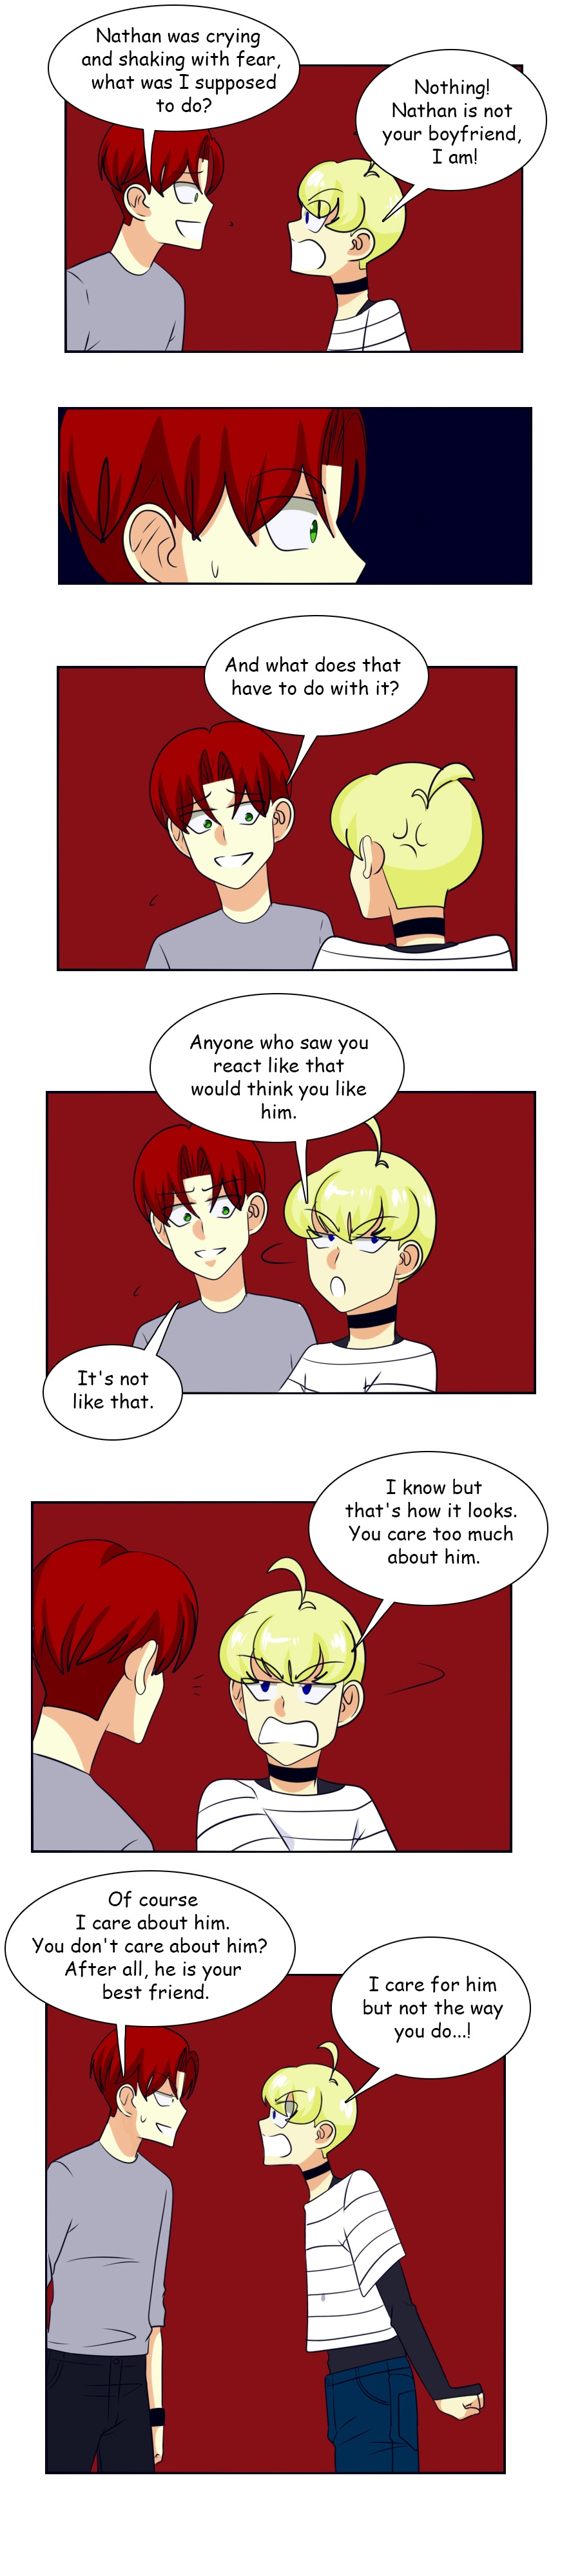 Nathan was crying
and shaking with fear,
what was I supposed
to do?
Nothing!
Nathan is not
your boyfriend,
I am!
And what does that
have to do with it?
Anyone who saw you
react like that
would think you like
him.
It's not
like that.
I know but
that's how it looks.
You care too much
about him.
Of course
I care about him.
You don't care about him?
After all, he is your
best friend.
I care for him
but not the way
you do...!